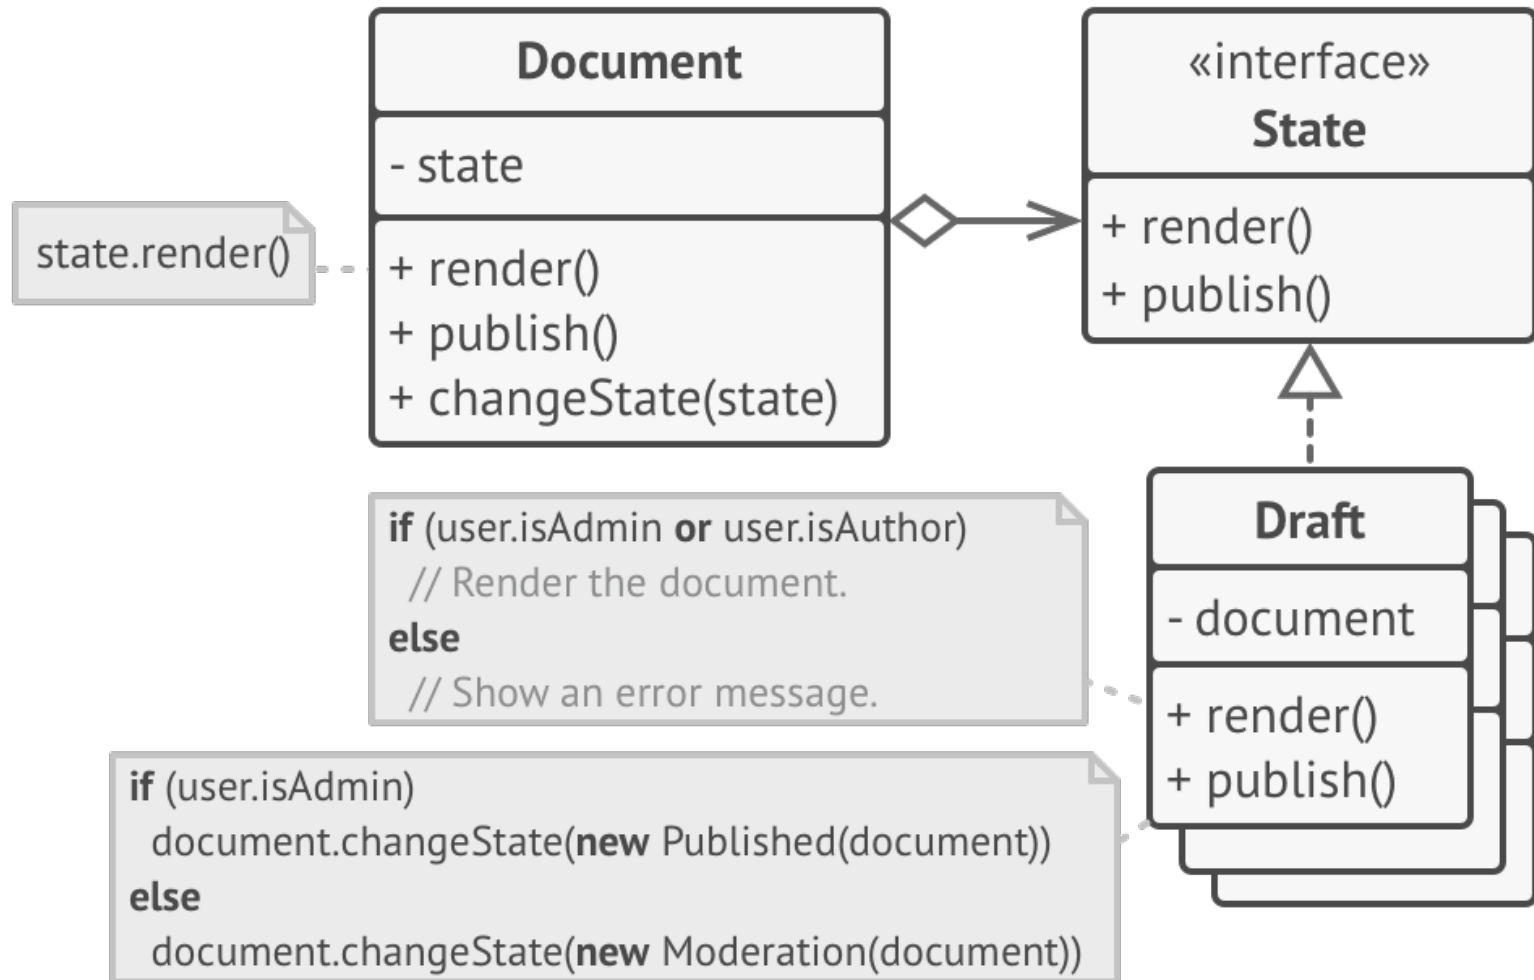 Document
- state
+ render()
+ publish()
+ changeState(state)
«interface»
State
+ render()
+ publish()
state.render()
Draft
- document
+ render()
+ publish()
if (user.isAdmin or user.isAuthor)
// Render the document.
else
// Show an error message.
if (user.isAdmin)
document.changeState(new Published(document))
else
document.changeState(new Moderation(document))